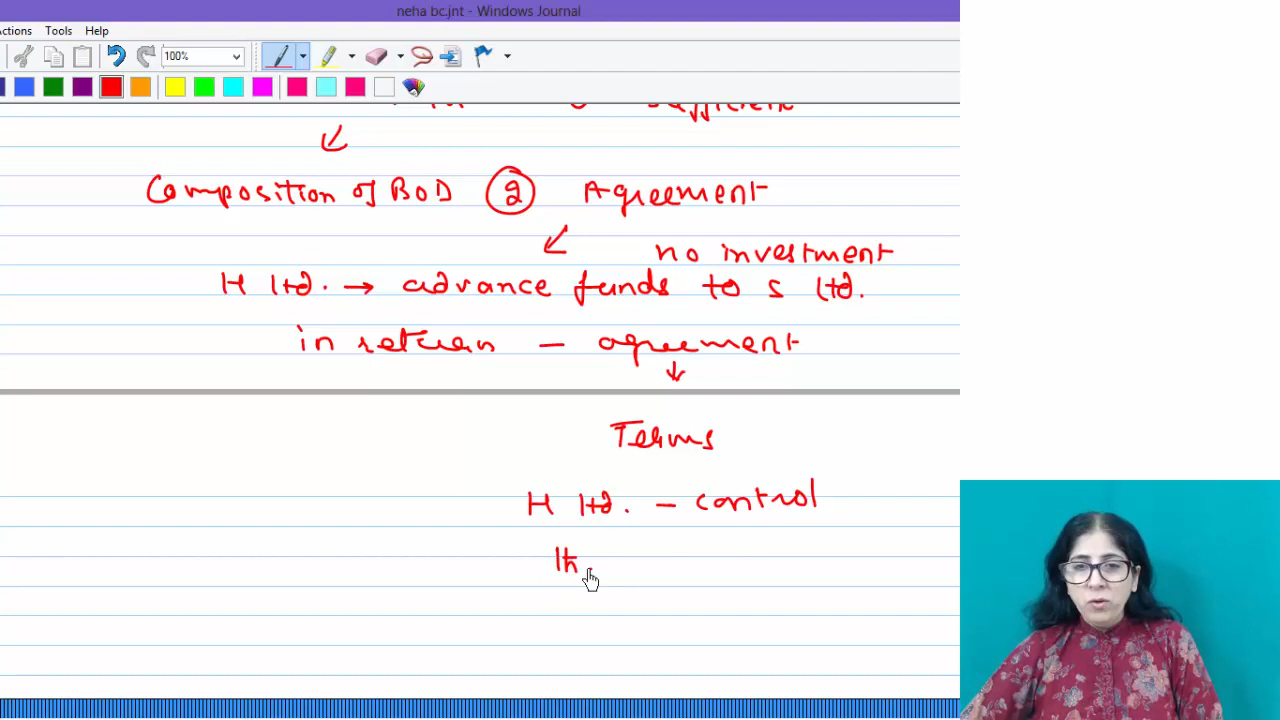 neha bc.jnt - Windows Journal
Actions Tools Help
100%
sufficient
Composition of BOD ② Agreement
no investment
H Ltd. → advance funds to S Ltd.
in return - agreement
Terms
H Ltd. - control